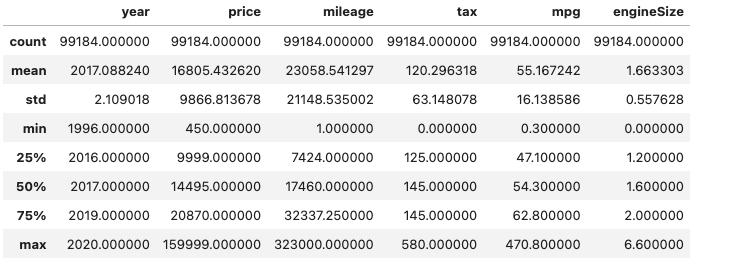 year price mileage tax mpg engineSize
count 99184.000000 99184.000000 99184.000000 99184.000000 99184.000000 99184.000000
mean 2017.088240 16805.432620 23058.541297 120.296318 55.167242 1.663303
std 2.109018 9866.813678 21148.535002 63.148078 16.138586 0.557628
min 1996.000000 450.000000 1.000000 0.000000 0.300000 0.000000
25% 2016.000000 9999.000000 7424.000000 125.000000 47.100000 1.200000
50% 2017.000000 14495.000000 17460.000000 145.000000 54.300000 1.600000
75% 2019.000000 20870.000000 32337.250000 145.000000 62.800000 2.000000
max 2020.000000 159999.000000 323000.000000 580.000000 470.800000 6.600000